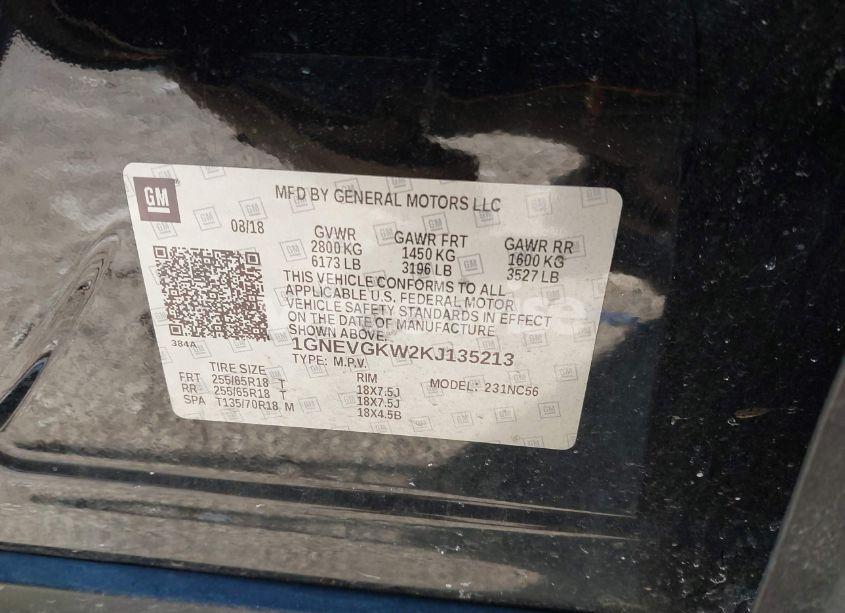 GM
MFD BY GENERAL MOTORS LLC
08/18
GVWR GAWR FRT GAWR RR
2800 KG 1450 KG 1600 KG
6173 LB 3196 LB 3527 LB
THIS VEHICLE CONFORMS TO ALL
APPLICABLE U.S. FEDERAL MOTOR
VEHICLE SAFETY STANDARDS IN EFFECT
ON THE DATE OF MANUFACTURE
SHOWN ABOVE.
384A
1GNEVGKW2KJ135213
TYPE: M.P.V.
TIRE SIZE RIM MODEL: 231NC56
FRT 255/65R18 T 18X7.5J
RR 255/65R18 T 18X7.5J
SPA T135/70R18 M 18X4.5B